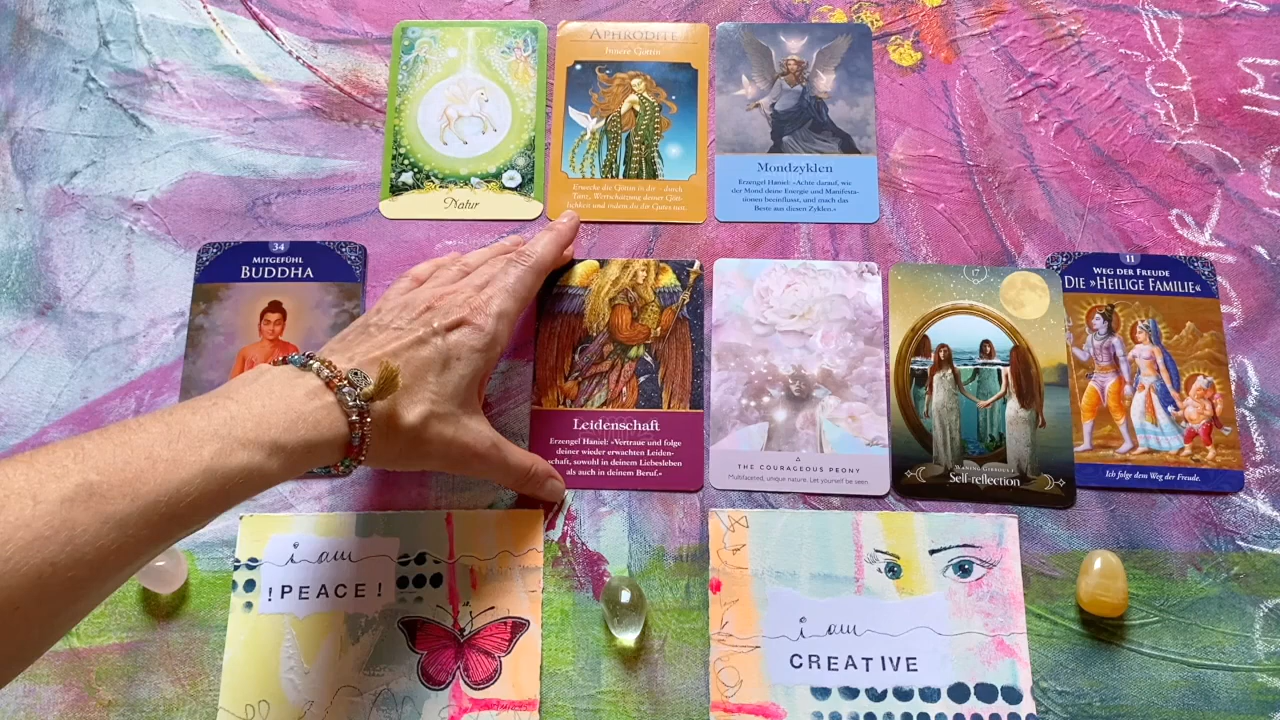 Natur
APHRODITE
Innere Göttin
Erwecke die Göttin in dir – durch
Tanz, Wertschätzung deiner Gött-
lichkeit und indem du dir Gutes tust.
Mondzyklen
Erzengel Haniel: »Achte darauf, wie
der Mond deine Energie und Manifesta-
tionen beeinflusst, und mach das
Beste aus diesen Zyklen.«
34
MITGEFÜHL
BUDDHA
Leidenschaft
Erzengel Haniel: »Vertraue und folge
deiner wieder erwachten Leiden-
schaft, sowohl in deinem Liebesleben
als auch in deinem Beruf.«
THE COURAGEOUS PEONY
Multifaceted, unique nature. Let yourself be seen.
17
WANING GIBBOUS
Self-reflection
11
WEG DER FREUDE
DIE »HEILIGE FAMILIE«
Ich folge dem Weg der Freude.
i am
!PEACE!
i am
CREATIVE